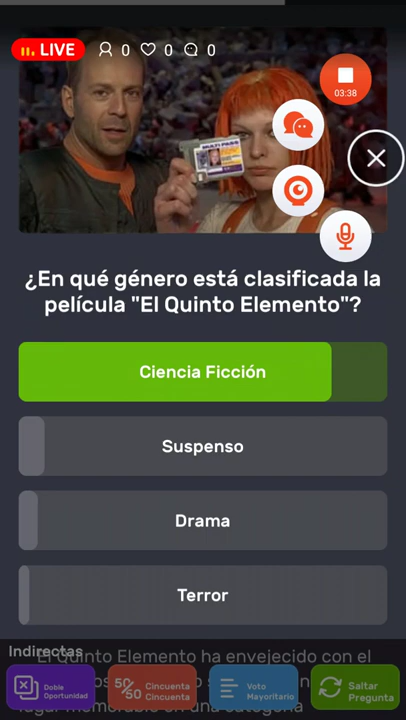 LIVE 0 0 0
03:38
MULTI PASS
¿En qué género está clasificada la
película "El Quinto Elemento"?
Ciencia Ficción
Suspenso
Drama
Terror
Indirectas
El Quinto Elemento ha envejecido con el
Doble
Oportunidad
50/50
Cincuenta
Cincuenta
Voto
Mayoritario
Saltar
Pregunta